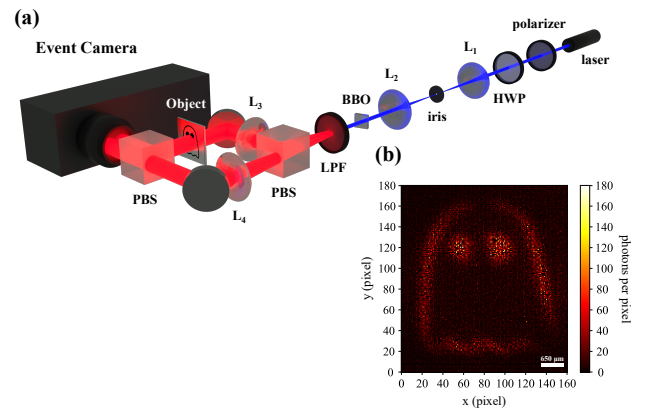 (a)
polarizer
Event Camera
L1
laser
L2
HWP
BBO
Object
L3
iris
LPF
PBS
(b)
PBS
L4
180
160
140
120
100
80
60
40
20
0
y (pixel)
650 μm
0 20 40 60 80 100 120 140 160
x (pixel)
180
160
140
120
100
80
60
40
20
0
photons per pixel